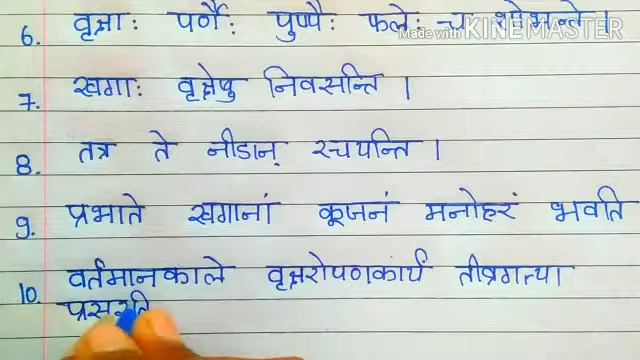 6. वृक्षाः पर्णैः पुष्पैः फलैः च शोभन्ते।
Made with KINEMASTER
7. खगाः वृक्षेषु निवसन्ति ।
8. तत्र ते नीडान् रचयन्ति ।
9. प्रभाते खगानां कूजनं मनोहरं भवति
10. वर्तमानकाले वृक्षरोपणकार्यं तीव्रगत्या
प्रसरति